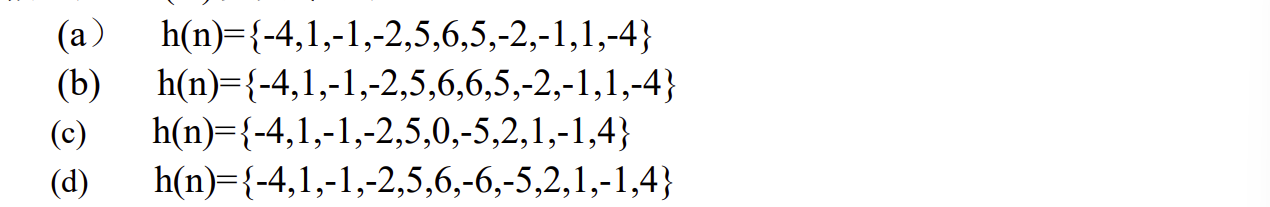 (a） h(n)={-4,1,-1,-2,5,6,5,-2,-1,1,-4}
(b) h(n)={-4,1,-1,-2,5,6,6,5,-2,-1,1,-4}
(c) h(n)={-4,1,-1,-2,5,0,-5,2,1,-1,4}
(d) h(n)={-4,1,-1,-2,5,6,-6,-5,2,1,-1,4}